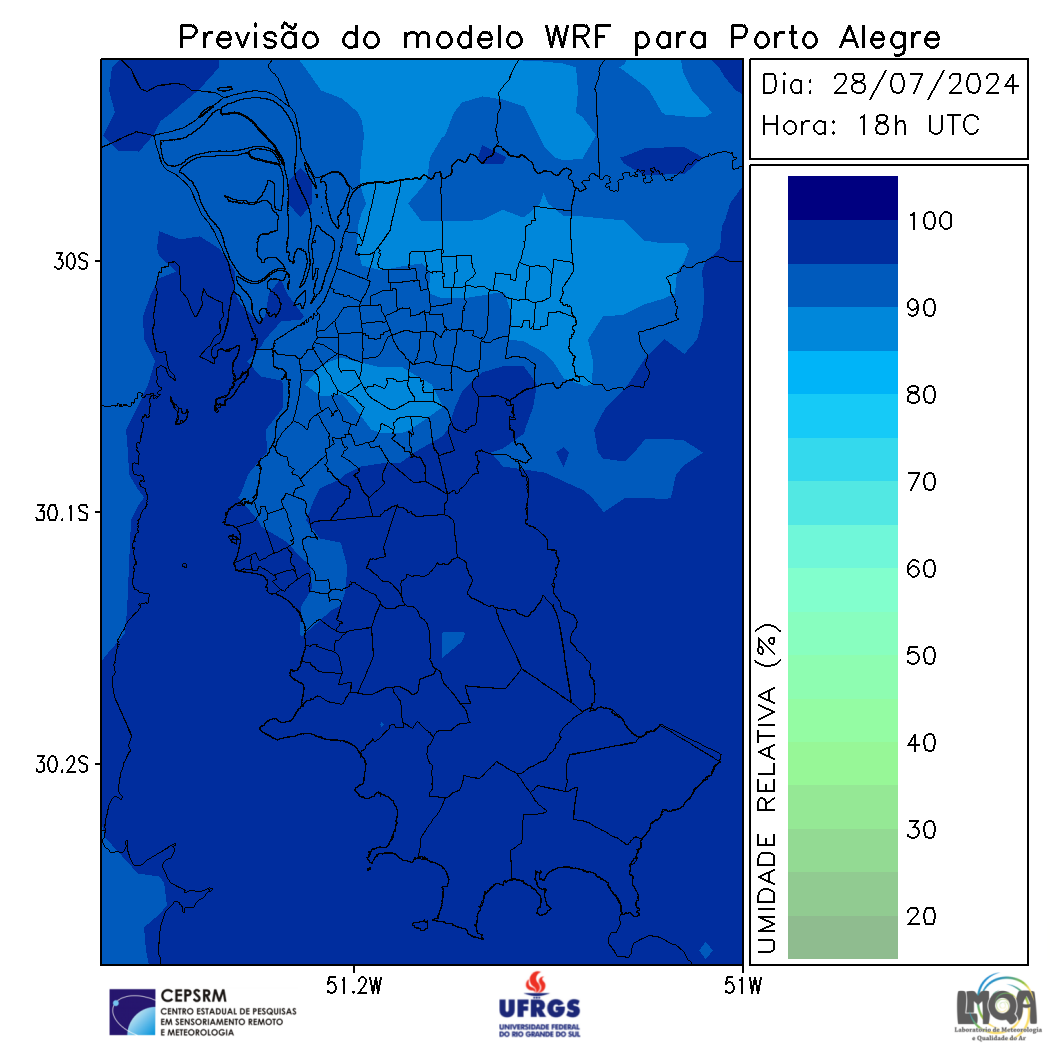 Previsão do modelo WRF para Porto Alegre
Dia: 28/07/2024
Hora: 18h UTC
30S
30.1S
30.2S
51.2W
51W
100
90
80
70
60
50
40
30
20
UMIDADE RELATIVA (%)
CEPSRM
CENTRO ESTADUAL DE PESQUISAS
EM SENSORIAMENTO REMOTO
E METEOROLOGIA
UFRGS
UNIVERSIDADE FEDERAL
DO RIO GRANDE DO SUL
LMQA
Laboratório de Meteorologia
e Qualidade do Ar